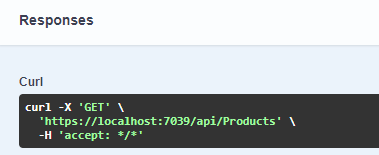 Responses
Curl
curl -X 'GET' \
'https://localhost:7039/api/Products' \
-H 'accept: */*'